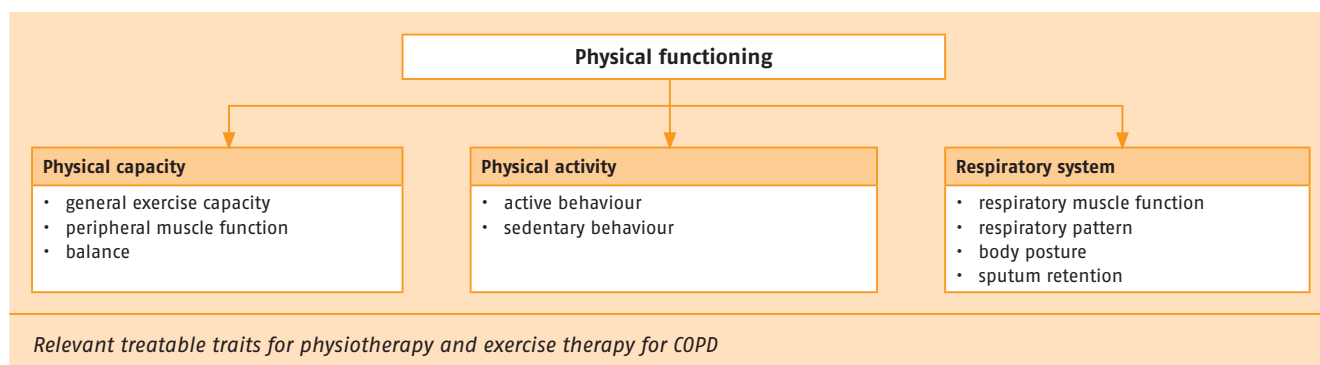 Physical functioning
Physical capacity
• general exercise capacity
• peripheral muscle function
• balance
Physical activity
• active behaviour
• sedentary behaviour
Respiratory system
• respiratory muscle function
• respiratory pattern
• body posture
• sputum retention
Relevant treatable traits for physiotherapy and exercise therapy for COPD